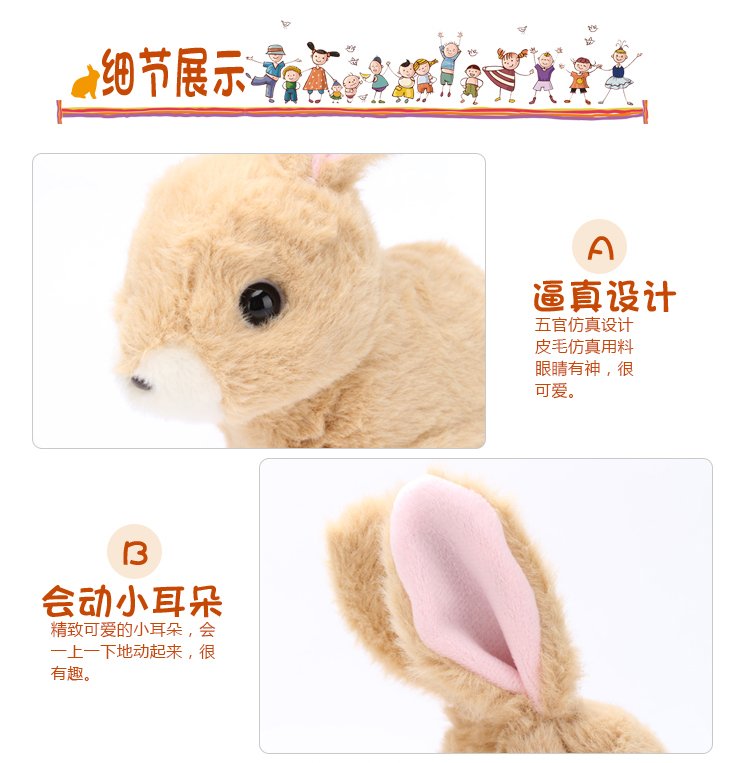 细节展示
A
逼真设计
五官仿真设计
皮毛仿真用料
眼睛有神，很
可爱。
B
会动小耳朵
精致可爱的小耳朵，会
一上一下地动起来，很
有趣。